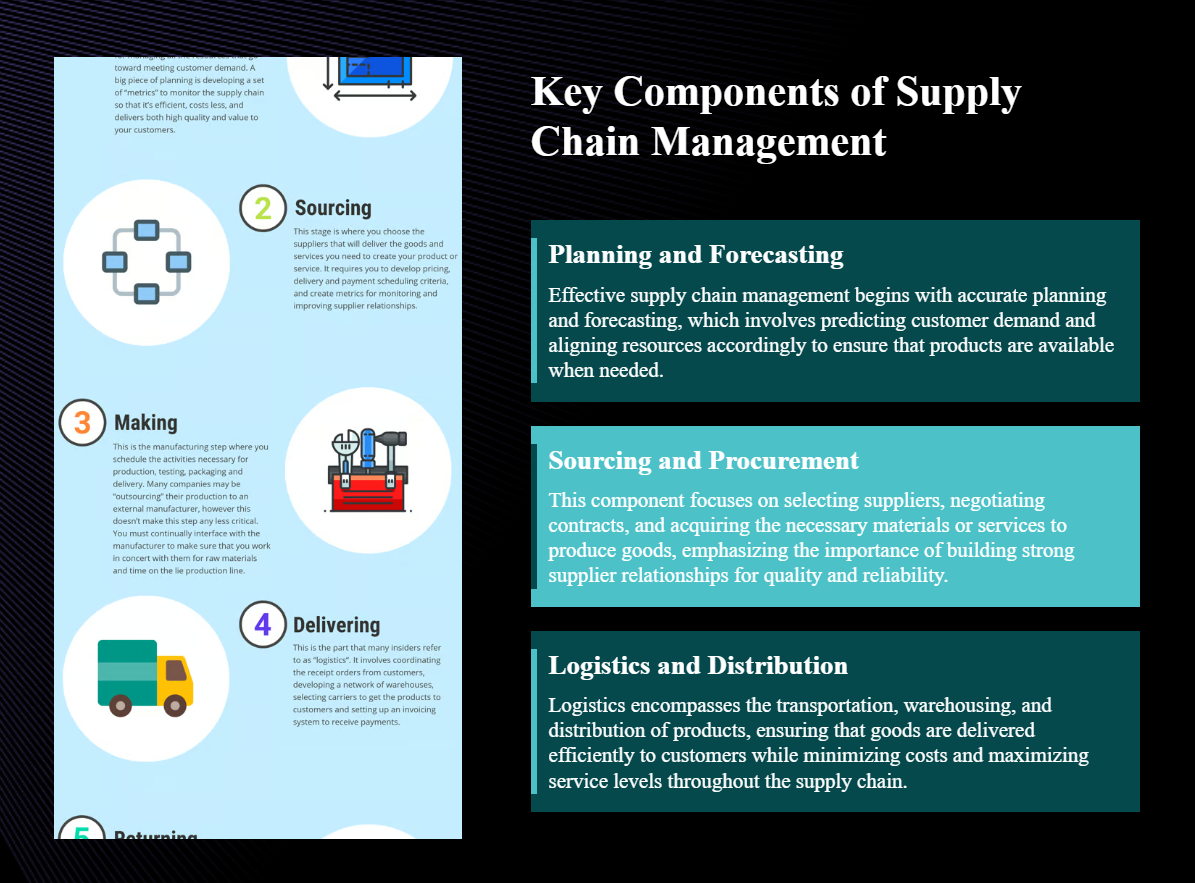 toward meeting customer demand. A
big piece of planning is developing a set
of “metrics” to monitor the supply chain
so that it’s efficient, costs less, and
delivers both high quality and value to
your customers.
2
Sourcing
This stage is where you choose the
suppliers that will deliver the goods and
services you need to create your product or
service. It requires you to develop pricing,
delivery and payment scheduling criteria,
and create metrics for monitoring and
improving supplier relationships.
3
Making
This is the manufacturing step where you
schedule the activities necessary for
production, testing, packaging and
delivery. Many companies may be
“outsourcing” their production to an
external manufacturer, however this
doesn’t make this step any less critical.
You must continually interface with the
manufacturer to make sure that you work
in concert with them for raw materials
and time on the lie production line.
4
Delivering
This is the part that many insiders refer
to as “logistics”. It involves coordinating
the receipt orders from customers,
developing a network of warehouses,
selecting carriers to get the products to
customers and setting up an invoicing
system to receive payments.
5
Returning
Key Components of Supply
Chain Management
Planning and Forecasting
Effective supply chain management begins with accurate planning
and forecasting, which involves predicting customer demand and
aligning resources accordingly to ensure that products are available
when needed.
Sourcing and Procurement
This component focuses on selecting suppliers, negotiating
contracts, and acquiring the necessary materials or services to
produce goods, emphasizing the importance of building strong
supplier relationships for quality and reliability.
Logistics and Distribution
Logistics encompasses the transportation, warehousing, and
distribution of products, ensuring that goods are delivered
efficiently to customers while minimizing costs and maximizing
service levels throughout the supply chain.